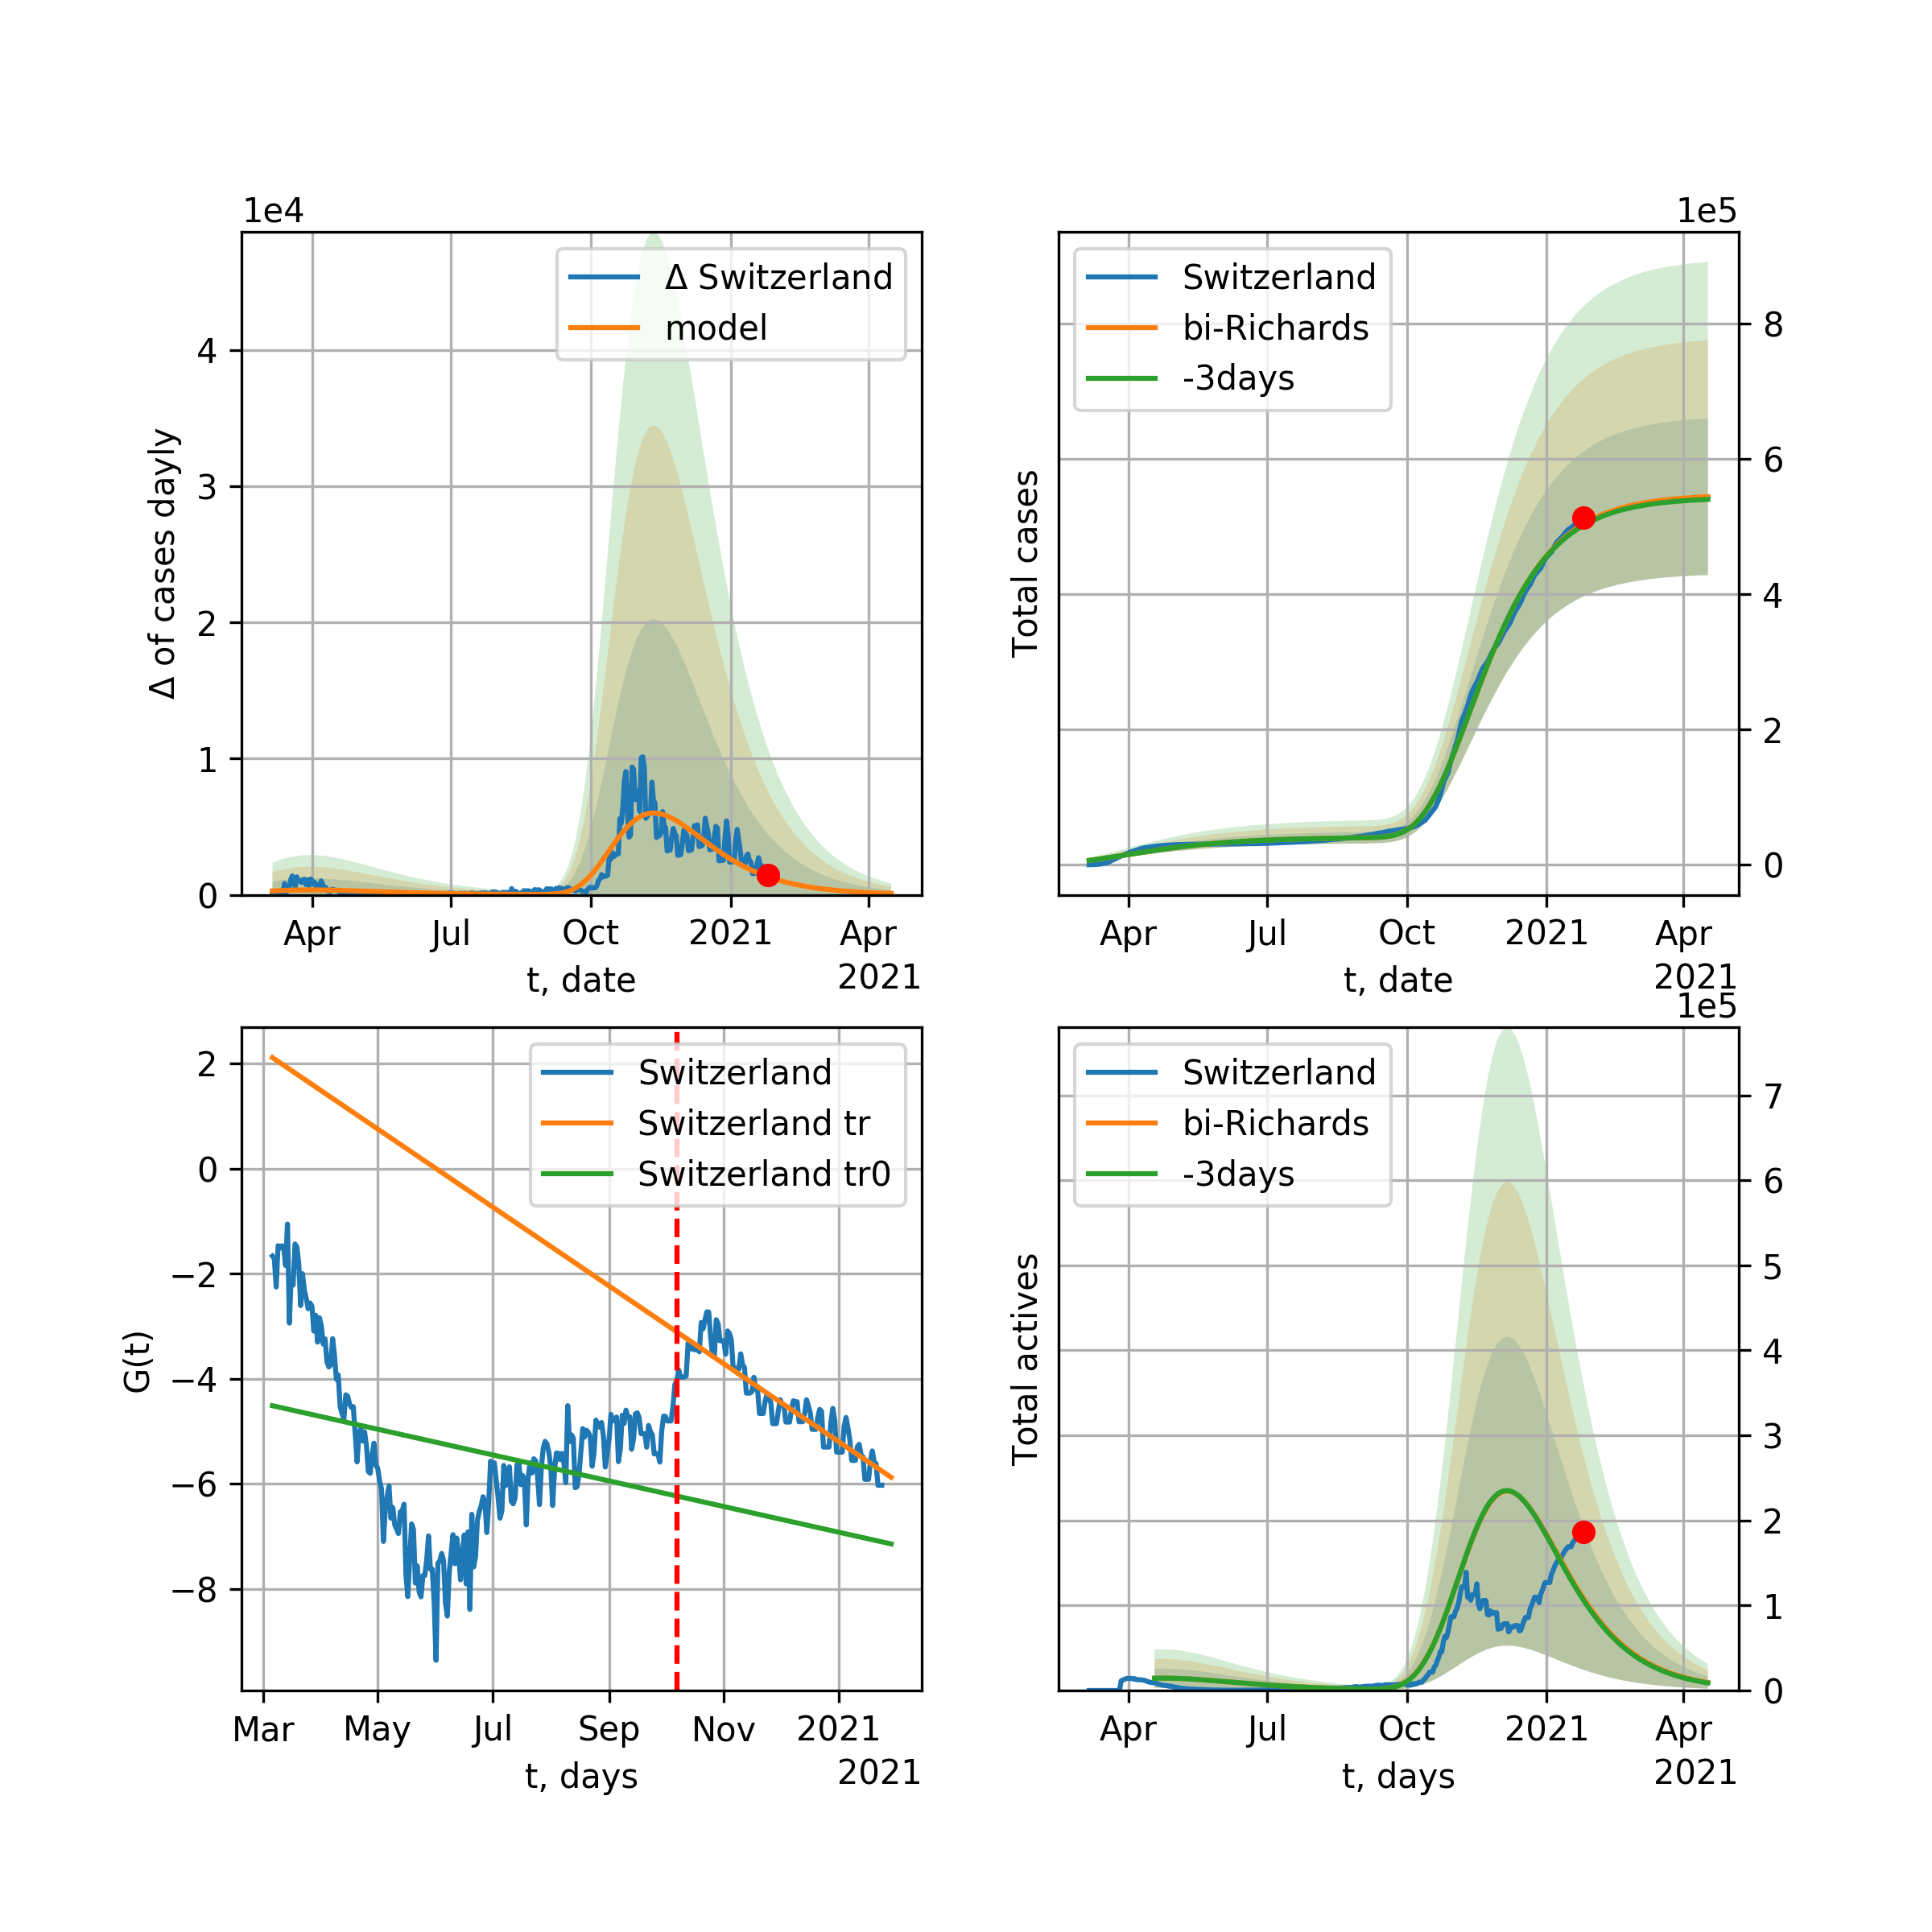 1e4
Δ of cases dayly
4
3
2
1
0
Δ Switzerland
model
Apr
Jul
Oct
2021
Apr
t, date
2021
1e5
Total cases
Switzerland
bi-Richards
-3days
8
6
4
2
0
Apr
Jul
Oct
2021
Apr
t, date
2021
G(t)
2
0
−2
−4
−6
−8
Switzerland
Switzerland tr
Switzerland tr0
Mar
May
Jul
Sep
Nov
2021
t, days
2021
1e5
Total actives
Switzerland
bi-Richards
-3days
7
6
5
4
3
2
1
0
Apr
Jul
Oct
2021
Apr
t, days
2021